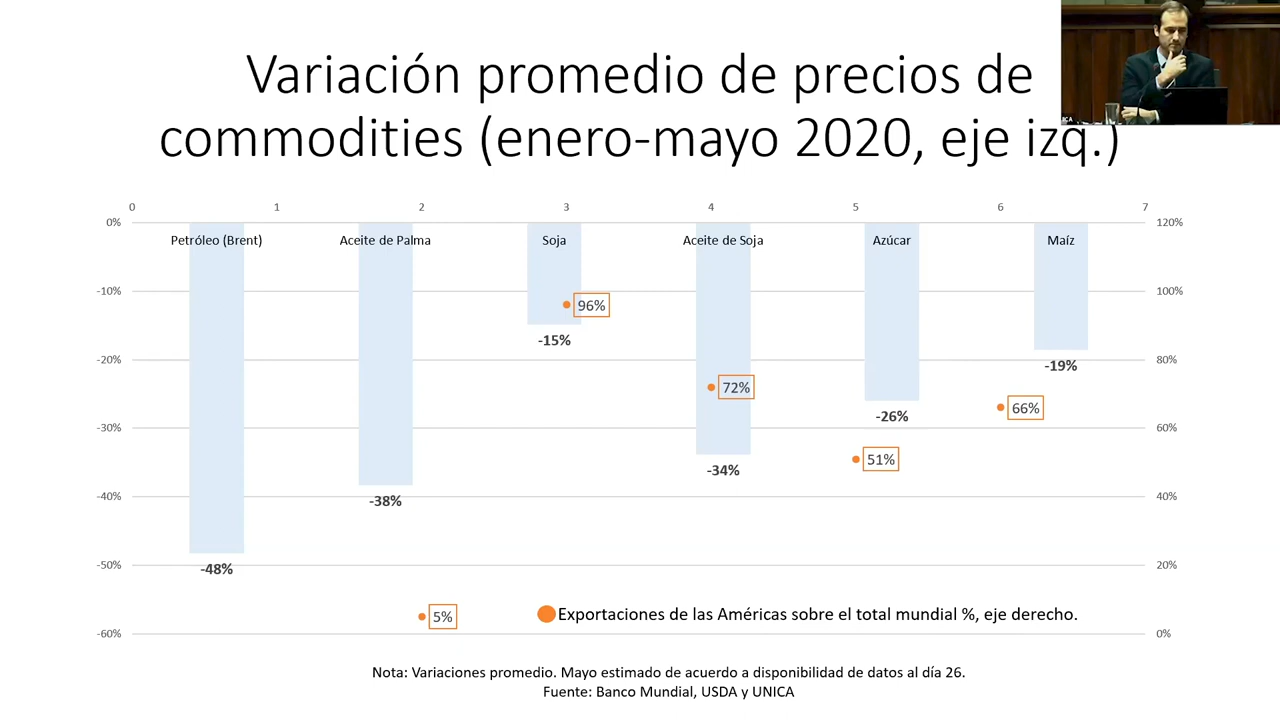 Variación promedio de precios de
commodities (enero-mayo 2020, eje izq.)
0 1 2 3 4 5 6 7
0% 120%
Petróleo (Brent) Aceite de Palma Soja Aceite de Soja Azúcar Maíz
-10% 100%
96%
-15%
-20% 80%
-19%
72%
66%
-26%
-30% 60%
51%
-34%
-40% 40%
-38%
-50% 20%
-48%
5%
Exportaciones de las Américas sobre el total mundial %, eje derecho.
-60% 0%
Nota: Variaciones promedio. Mayo estimado de acuerdo a disponibilidad de datos al día 26.
Fuente: Banco Mundial, USDA y UNICA